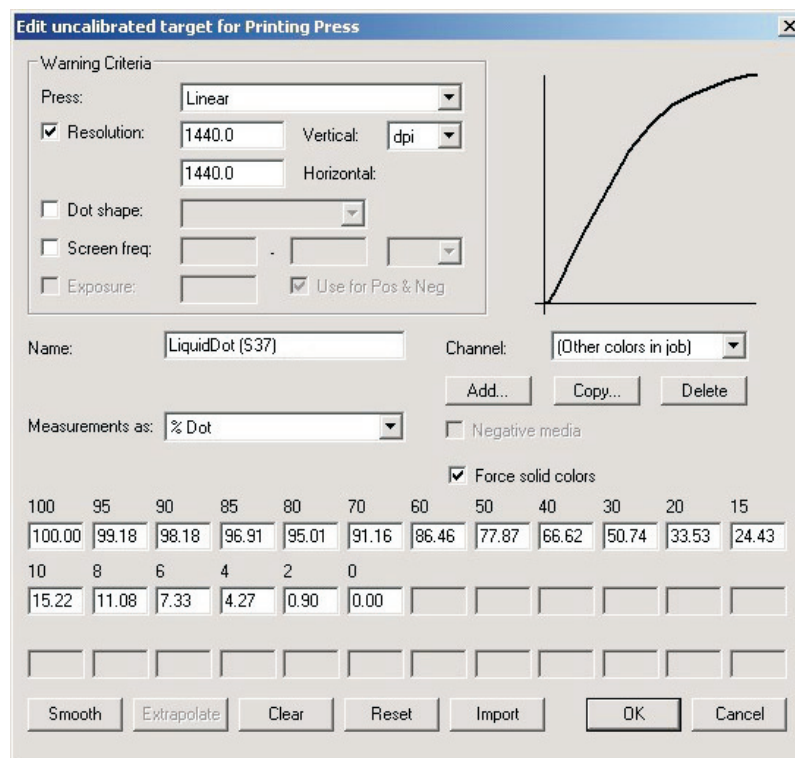 Edit uncalibrated target for Printing Press
Warning Criteria
Press: Linear
Resolution: 1440.0 Vertical: dpi
1440.0 Horizontal:
Dot shape:
Screen freq: -
Exposure: Use for Pos & Neg
Name: LiquidDot (S37) Channel: (Other colors in job)
Add... Copy... Delete
Measurements as: % Dot Negative media
Force solid colors
100 95 90 85 80 70 60 50 40 30 20 15
100.00 99.18 98.18 96.91 95.01 91.16 86.46 77.87 66.62 50.74 33.53 24.43
10 8 6 4 2 0
15.22 11.08 7.33 4.27 0.90 0.00
Smooth Extrapolate Clear Reset Import OK Cancel